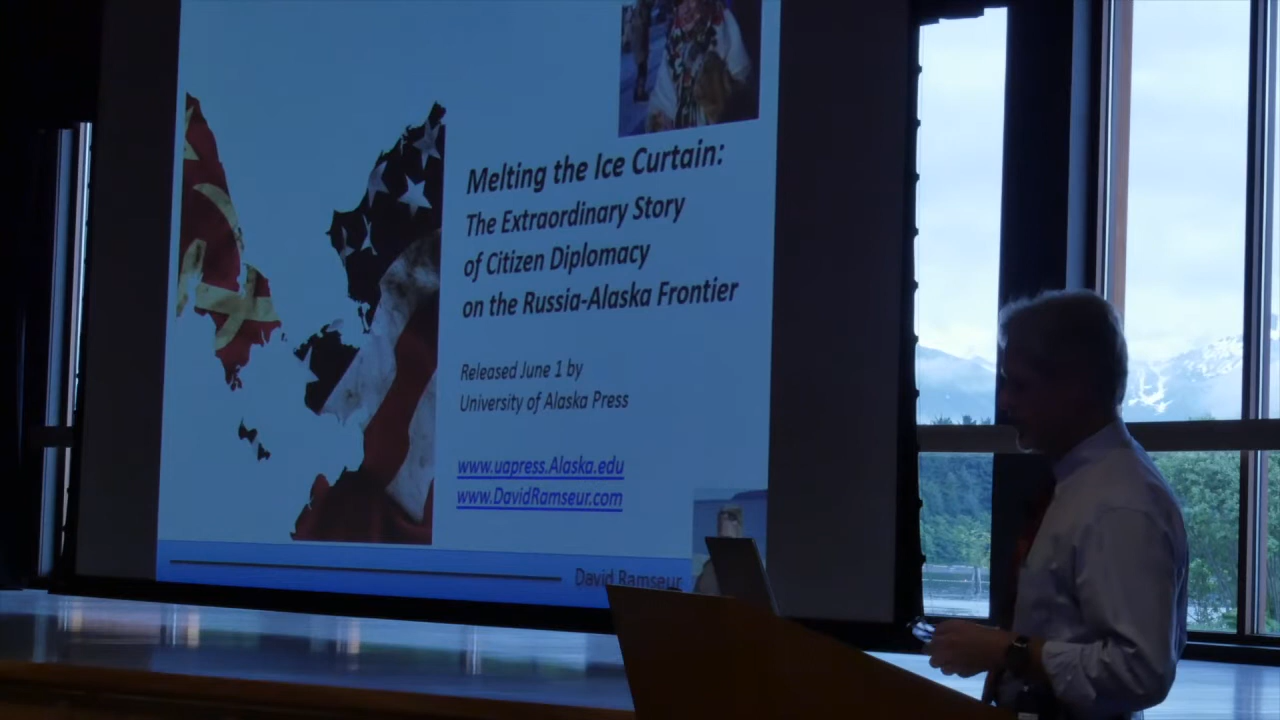 Melting the Ice Curtain:
The Extraordinary Story
of Citizen Diplomacy
on the Russia-Alaska Frontier
Released June 1 by
University of Alaska Press
www.uapress.Alaska.edu
www.DavidRamseur.com
David Ramseur